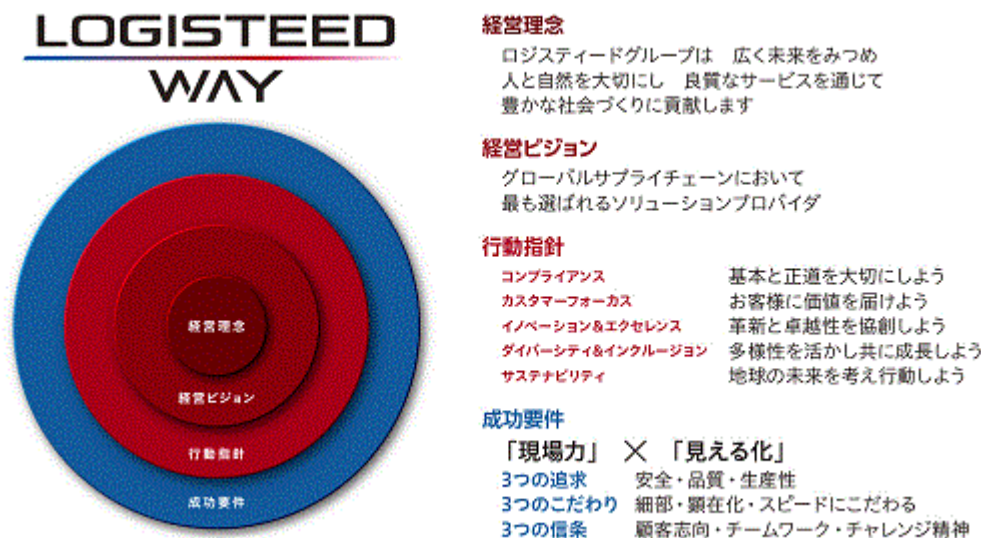 LOGISTEED
WAY
経営理念
経営ビジョン
行動指針
成功要件
経営理念
ロジスティードグループは 広く未来をみつめ
人と自然を大切にし 良質なサービスを通じて
豊かな社会づくりに貢献します
経営ビジョン
グローバルサプライチェーンにおいて
最も選ばれるソリューションプロバイダ
行動指針
コンプライアンス 基本と正道を大切にしよう
カスタマーフォーカス お客様に価値を届けよう
イノベーション&エクセレンス 革新と卓越性を協創しよう
ダイバーシティ&インクルージョン 多様性を活かし共に成長しよう
サステナビリティ 地球の未来を考え行動しよう
成功要件
「現場力」 × 「見える化」
3つの追求 安全・品質・生産性
3つのこだわり 細部・顕在化・スピードにこだわる
3つの信条 顧客志向・チームワーク・チャレンジ精神